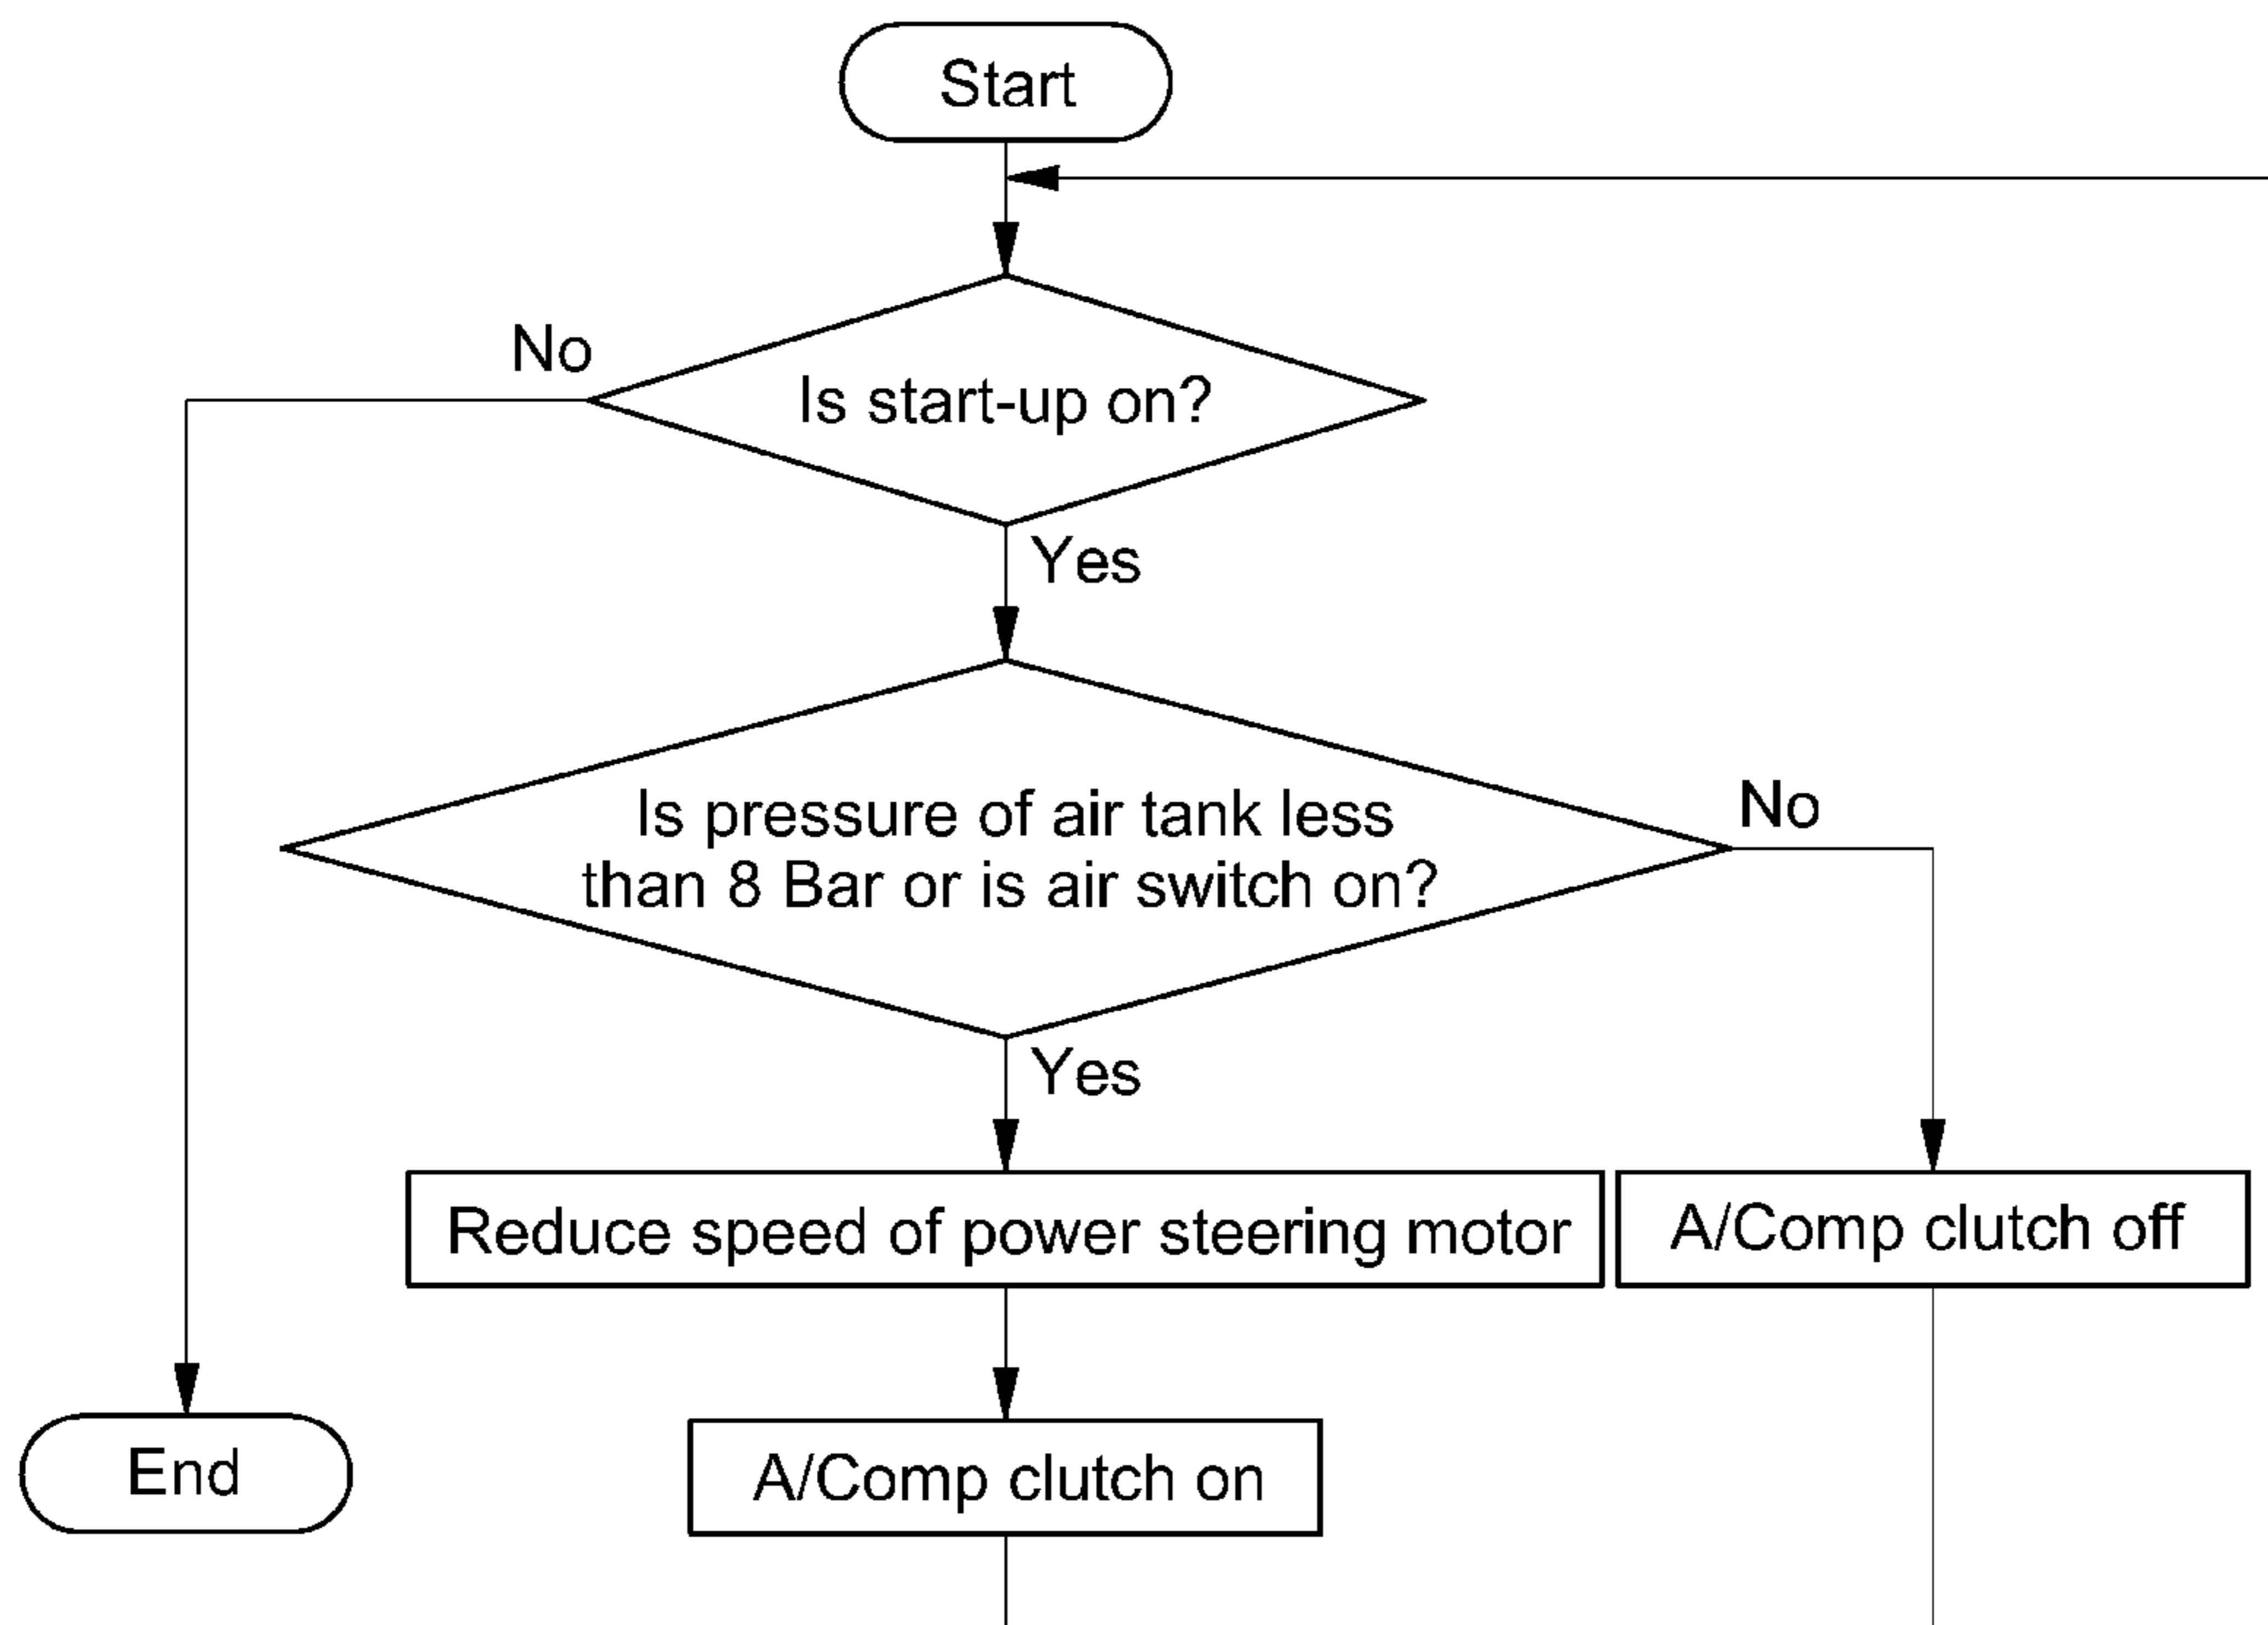 Start
No
Is start-up on?
Yes
Is pressure of air tank less
than 8 Bar or is air switch on?
No
Yes
Reduce speed of power steering motor
A/Comp clutch off
End
A/Comp clutch on